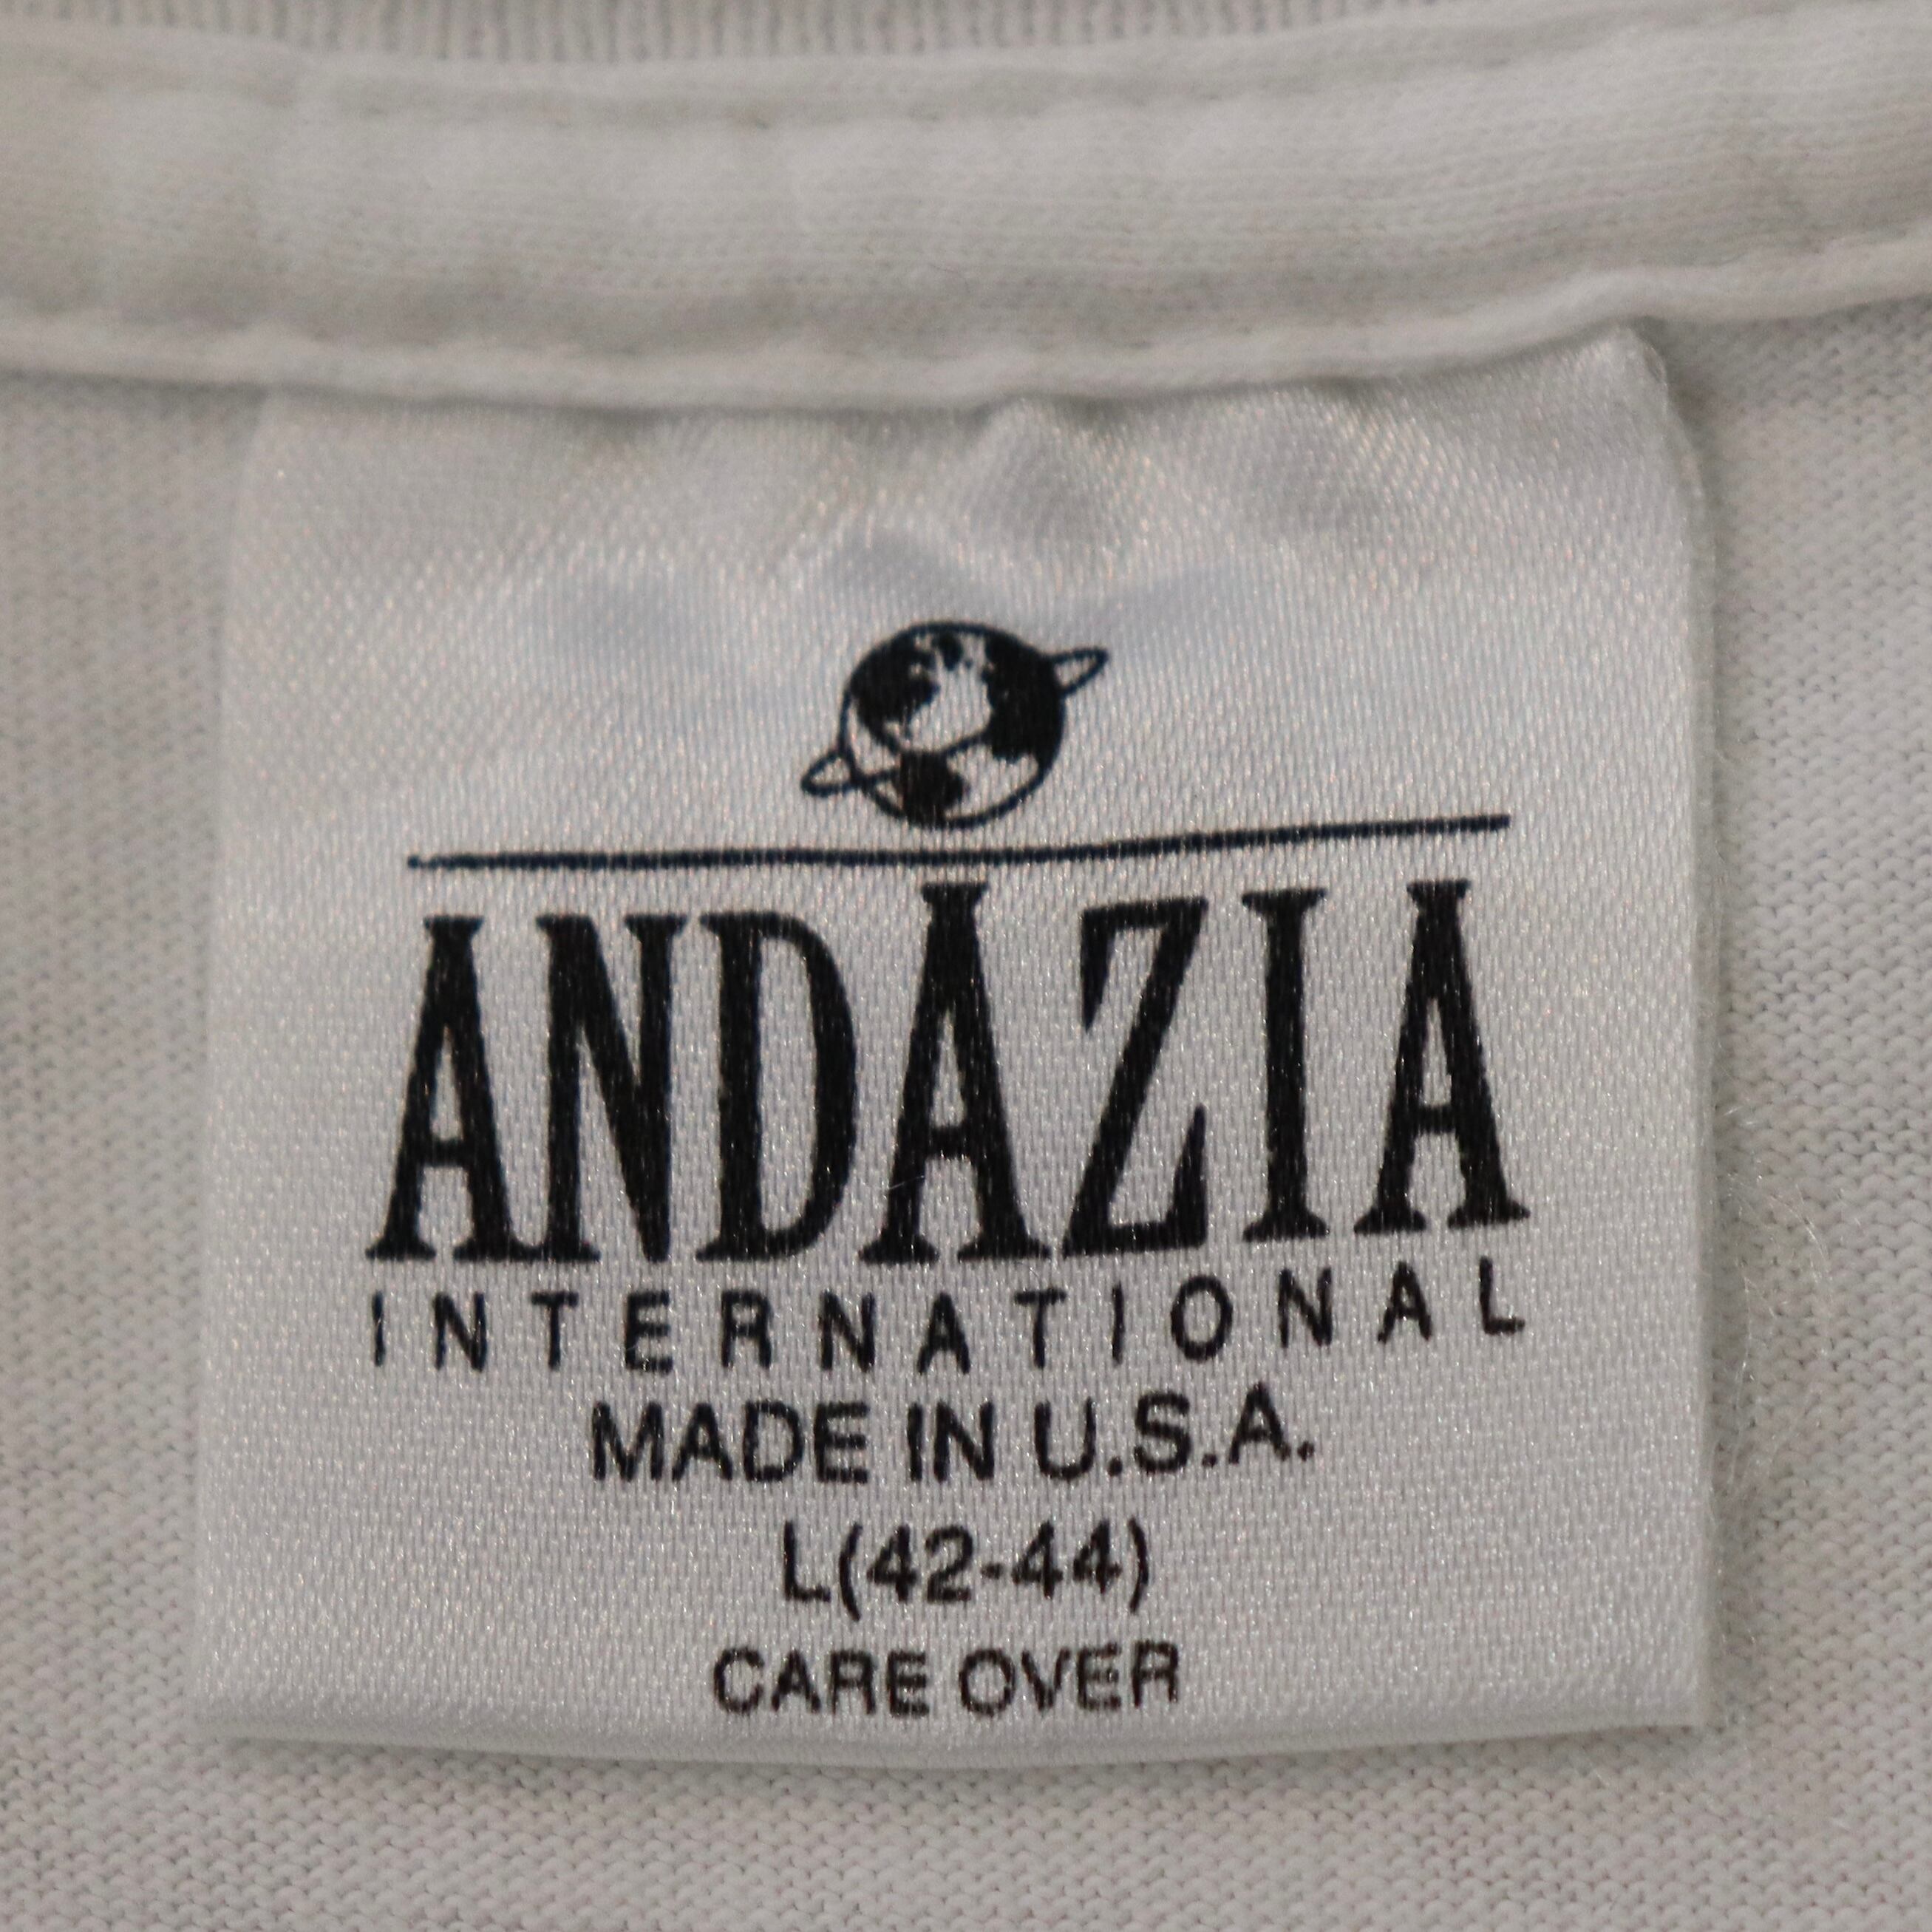 ANDAZIA
INTERNATIONAL
MADE IN U.S.A.
L(42-44)
CARE OVER